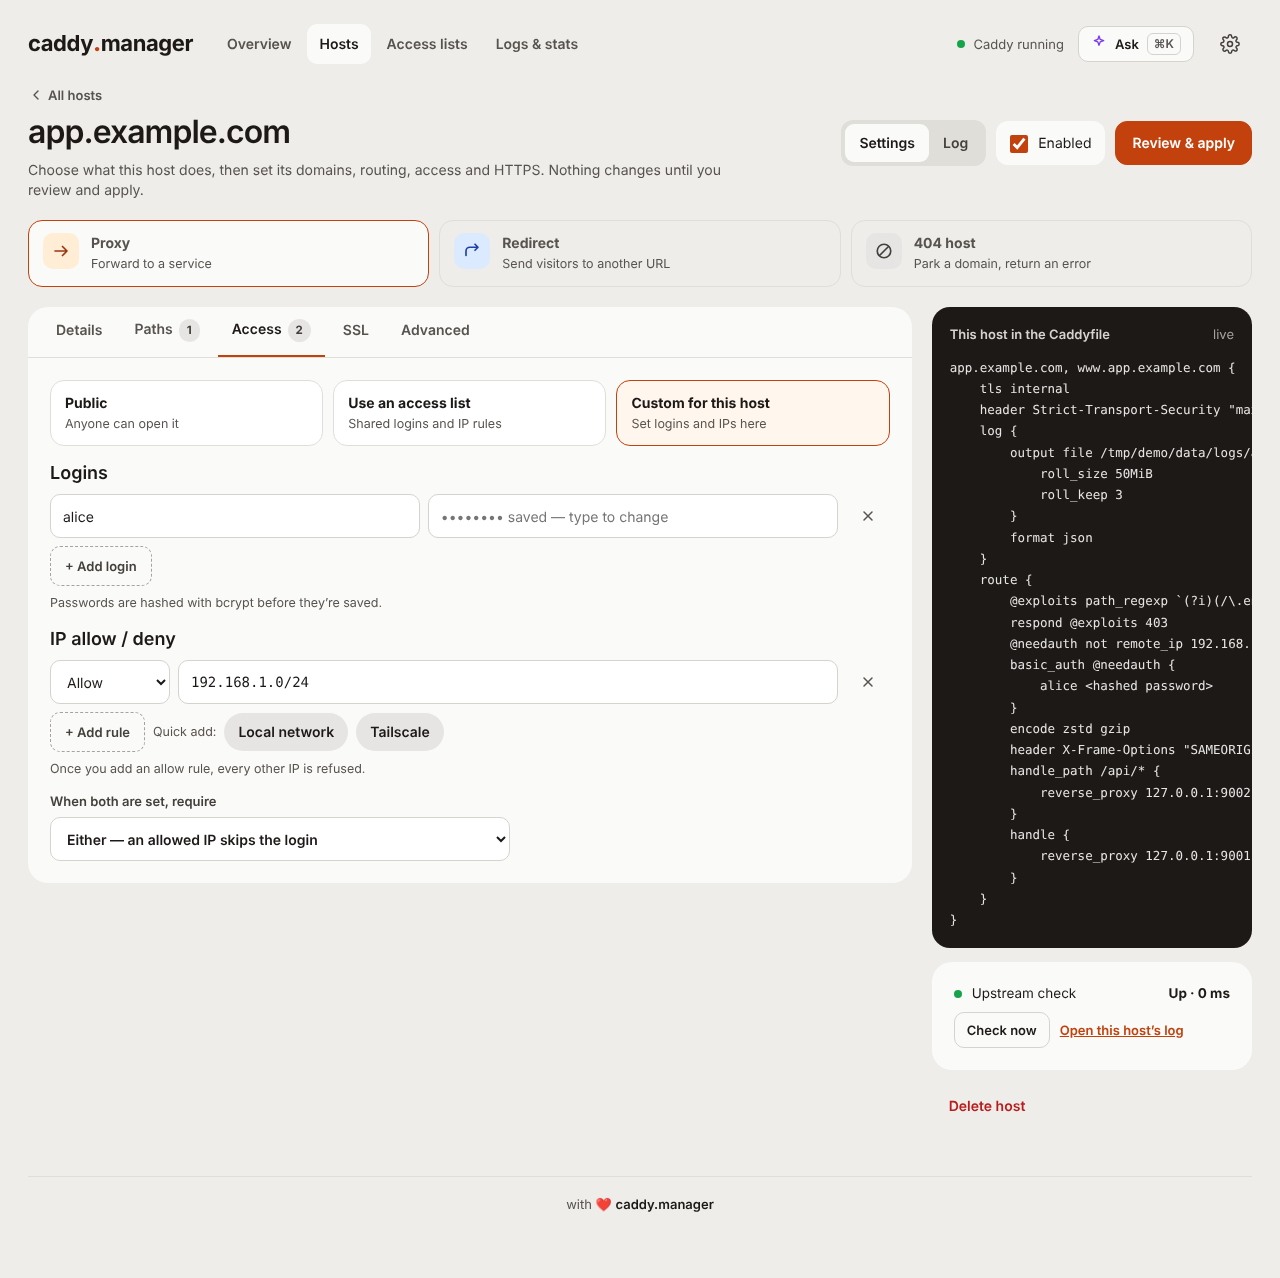 caddy.manager
Overview
Hosts
Access lists
Logs & stats
Caddy running
Ask ⌘K
All hosts
app.example.com
Choose what this host does, then set its domains, routing, access and HTTPS. Nothing changes until you
review and apply.
Settings
Log
Enabled
Review & apply
Proxy
Forward to a service
Redirect
Send visitors to another URL
404 host
Park a domain, return an error
Details
Paths 1
Access 2
SSL
Advanced
Public
Anyone can open it
Use an access list
Shared logins and IP rules
Custom for this host
Set logins and IPs here
Logins
alice
•••••••• saved — type to change
+ Add login
Passwords are hashed with bcrypt before they’re saved.
IP allow / deny
Allow
192.168.1.0/24
+ Add rule
Quick add:
Local network
Tailscale
Once you add an allow rule, every other IP is refused.
When both are set, require
Either — an allowed IP skips the login
This host in the Caddyfile
live
app.example.com, www.app.example.com {
tls internal
header Strict-Transport-Security "ma
log {
output file /tmp/demo/data/logs/
roll_size 50MiB
roll_keep 3
}
format json
}
route {
@exploits path_regexp `(?i)(/\.e
respond @exploits 403
@needauth not remote_ip 192.168.
basic_auth @needauth {
alice <hashed password>
}
encode zstd gzip
header X-Frame-Options "SAMEORIG
handle_path /api/* {
reverse_proxy 127.0.0.1:9002
}
handle {
reverse_proxy 127.0.0.1:9001
}
}
}
Upstream check
Up · 0 ms
Check now
Open this host’s log
Delete host
with ❤️ caddy.manager